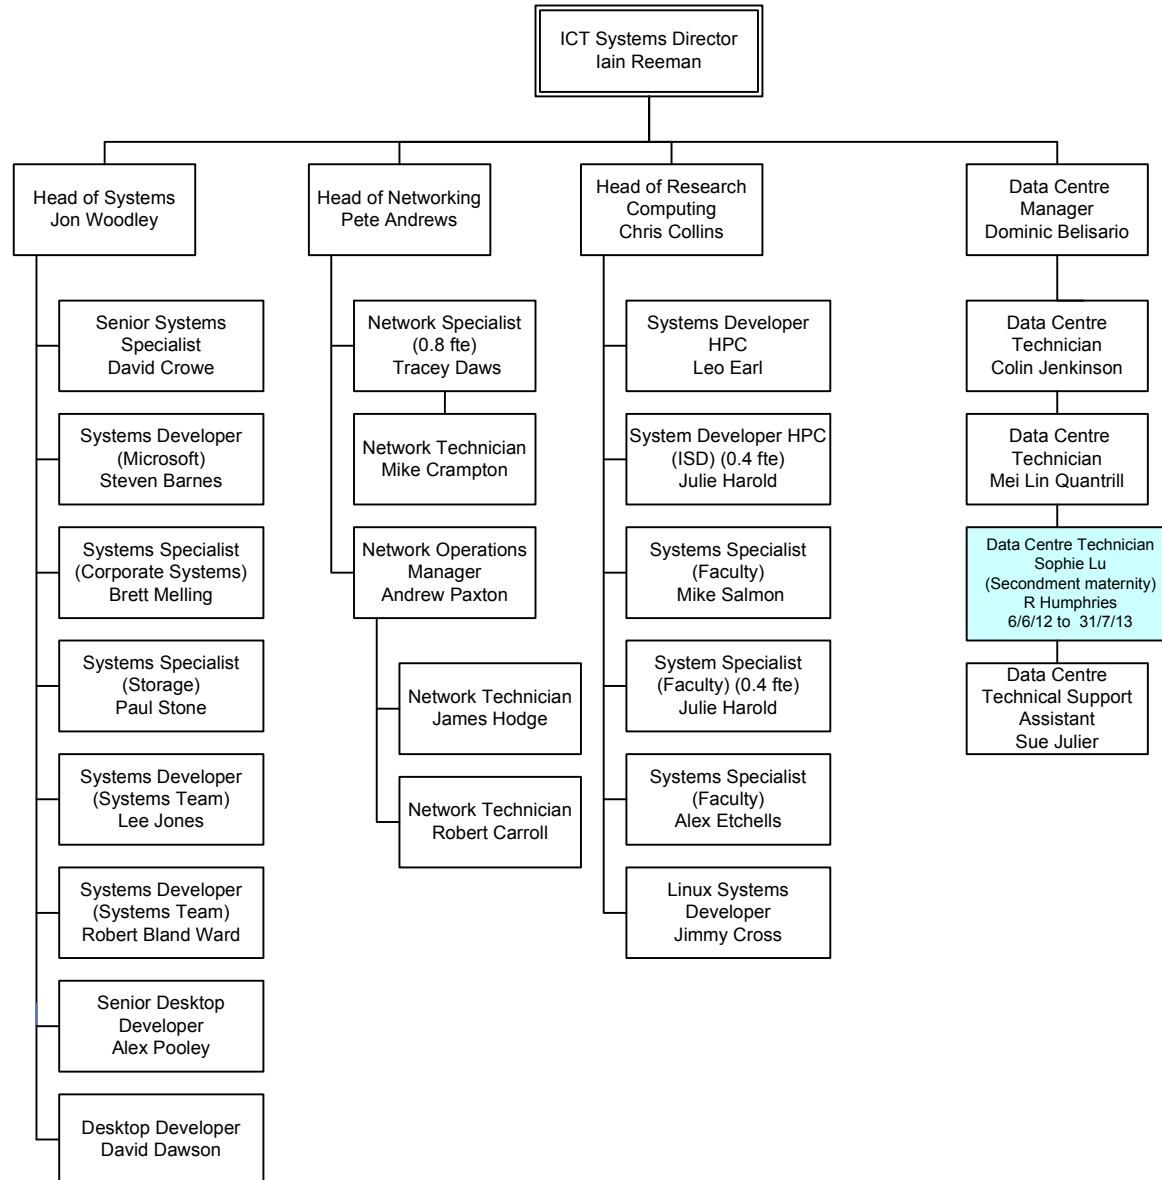 ICT Systems Director
Iain Reeman
Head of Systems
Jon Woodley
Head of Networking
Pete Andrews
Head of Research
Computing
Chris Collins
Data Centre
Manager
Dominic Belisario
Senior Systems
Specialist
David Crowe
Systems Developer
(Microsoft)
Steven Barnes
Systems Specialist
(Corporate Systems)
Brett Melling
Systems Specialist
(Storage)
Paul Stone
Systems Developer
(Systems Team)
Lee Jones
Systems Developer
(Systems Team)
Robert Bland Ward
Senior Desktop
Developer
Alex Pooley
Desktop Developer
David Dawson
Network Specialist
(0.8 fte)
Tracey Daws
Network Technician
Mike Crampton
Network Operations
Manager
Andrew Paxton
Network Technician
James Hodge
Network Technician
Robert Carroll
Systems Developer
HPC
Leo Earl
System Developer HPC
(ISD) (0.4 fte)
Julie Harold
Systems Specialist
(Faculty)
Mike Salmon
System Specialist
(Faculty) (0.4 fte)
Julie Harold
Systems Specialist
(Faculty)
Alex Etchells
Linux Systems
Developer
Jimmy Cross
Data Centre
Technician
Colin Jenkinson
Data Centre
Technician
Mei Lin Quantrill
Data Centre Technician
Sophie Lu
(Secondment maternity)
R Humphries
6/6/12 to 31/7/13
Data Centre
Technical Support
Assistant
Sue Julier